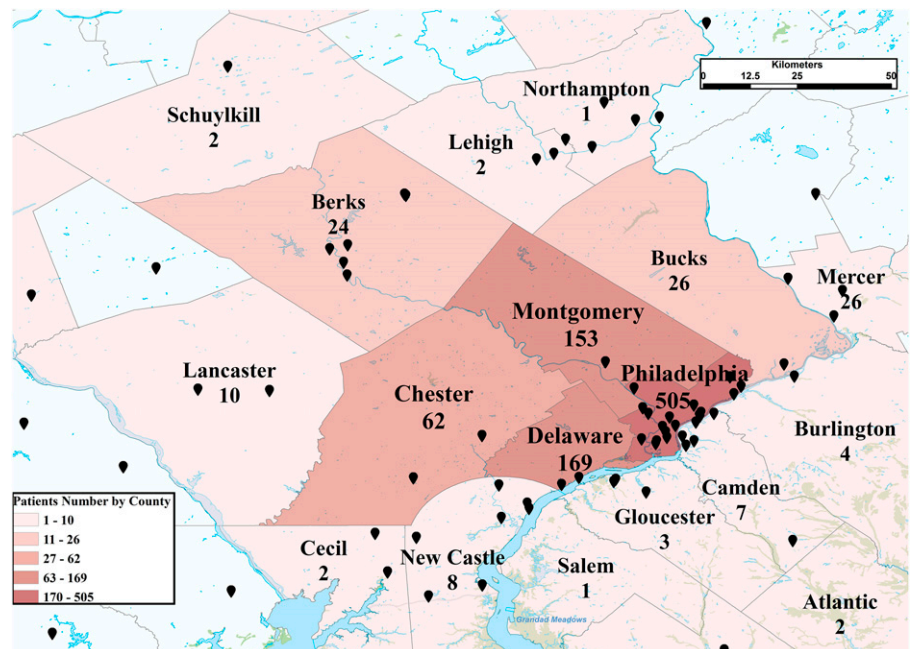 Kilometers
0 12.5 25 50
Northampton
1
Schuylkill
2
Lehigh
2
Berks
24
Bucks
26
Mercer
26
Montgomery
153
Lancaster
10
Philadelphia
505
Chester
62
Burlington
4
Delaware
169
Camden
7
Gloucester
3
Patients Number by County
1 - 10
11 - 26
27 - 62
63 - 169
170 - 505
Cecil
2
New Castle
8
Salem
1
Atlantic
2
Grandad Meadows